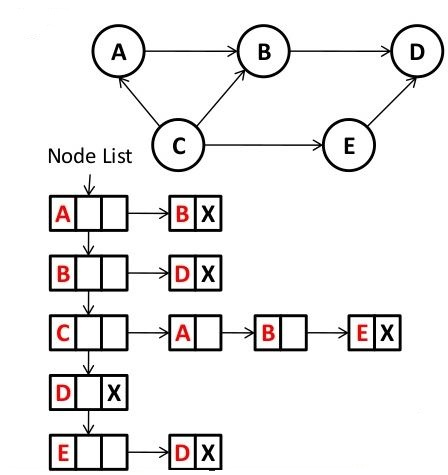 A B D
C E
Node List
A B X
B D X
C A B E X
D X
E D X